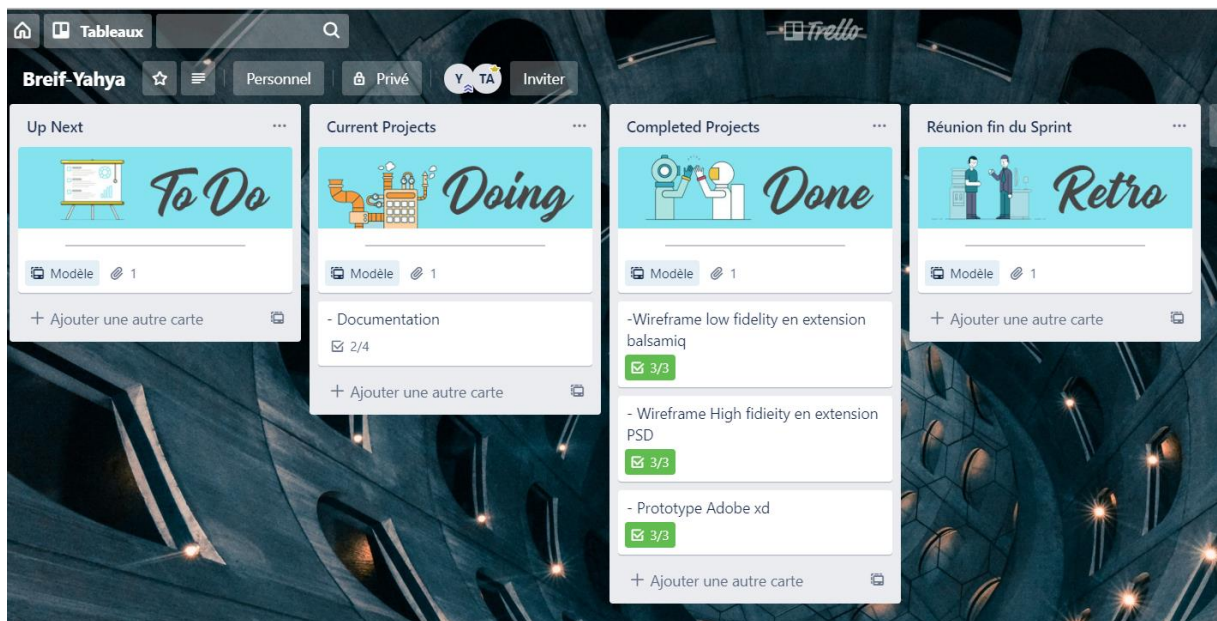 Tableaux
Trello
Breif-Yahya
Personnel
Privé
Y
TA
Inviter
Up Next
To Do
Modèle 1
+ Ajouter une autre carte
Current Projects
Doing
Modèle 1
- Documentation
2/4
+ Ajouter une autre carte
Completed Projects
Done
Modèle 1
-Wireframe low fidelity en extension
balsamiq
3/3
- Wireframe High fidieity en extension
PSD
3/3
- Prototype Adobe xd
3/3
+ Ajouter une autre carte
Réunion fin du Sprint
Retro
Modèle 1
+ Ajouter une autre carte